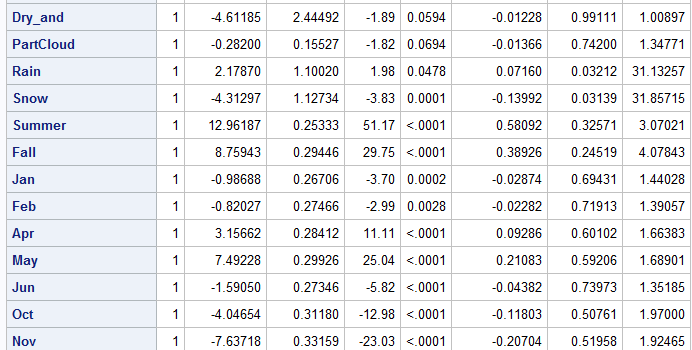 Dry_and 1 -4.61185 2.44492 -1.89 0.0594 -0.01228 0.99111 1.00897
PartCloud 1 -0.28200 0.15527 -1.82 0.0694 -0.01366 0.74200 1.34771
Rain 1 2.17870 1.10020 1.98 0.0478 0.07160 0.03212 31.13257
Snow 1 -4.31297 1.12734 -3.83 0.0001 -0.13992 0.03139 31.85715
Summer 1 12.96187 0.25333 51.17 <.0001 0.58092 0.32571 3.07021
Fall 1 8.75943 0.29446 29.75 <.0001 0.38926 0.24519 4.07843
Jan 1 -0.98688 0.26706 -3.70 0.0002 -0.02874 0.69431 1.44028
Feb 1 -0.82027 0.27466 -2.99 0.0028 -0.02282 0.71913 1.39057
Apr 1 3.15662 0.28412 11.11 <.0001 0.09286 0.60102 1.66383
May 1 7.49228 0.29926 25.04 <.0001 0.21083 0.59206 1.68901
Jun 1 -1.59050 0.27346 -5.82 <.0001 -0.04382 0.73973 1.35185
Oct 1 -4.04654 0.31180 -12.98 <.0001 -0.11803 0.50761 1.97000
Nov 1 -7.63718 0.33159 -23.03 <.0001 -0.20704 0.51958 1.92465